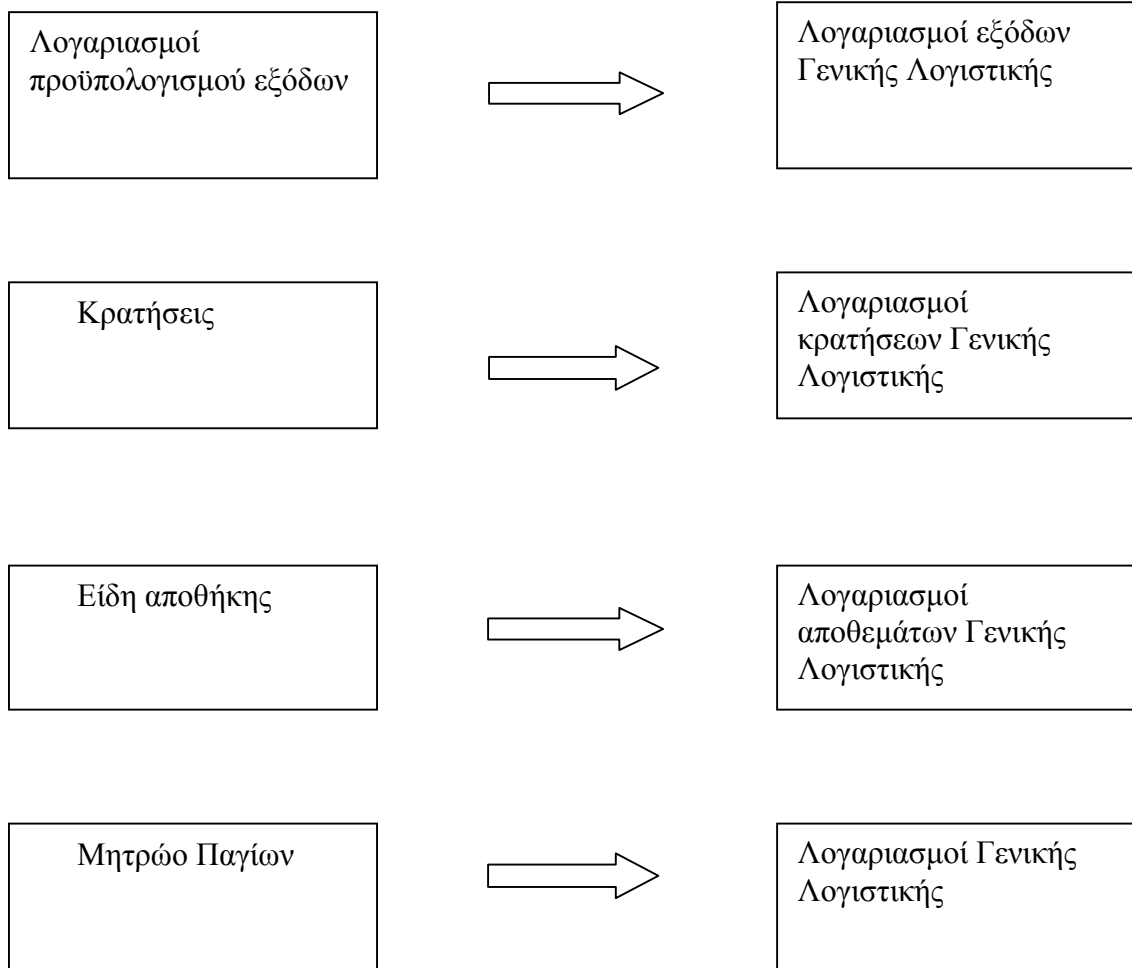 Λογαριασμοί
προϋπολογισμού εξόδων
Λογαριασμοί εξόδων
Γενικής Λογιστικής
Κρατήσεις
Λογαριασμοί
κρατήσεων Γενικής
Λογιστικής
Είδη αποθήκης
Λογαριασμοί
αποθεμάτων Γενικής
Λογιστικής
Μητρώο Παγίων
Λογαριασμοί Γενικής
Λογιστικής